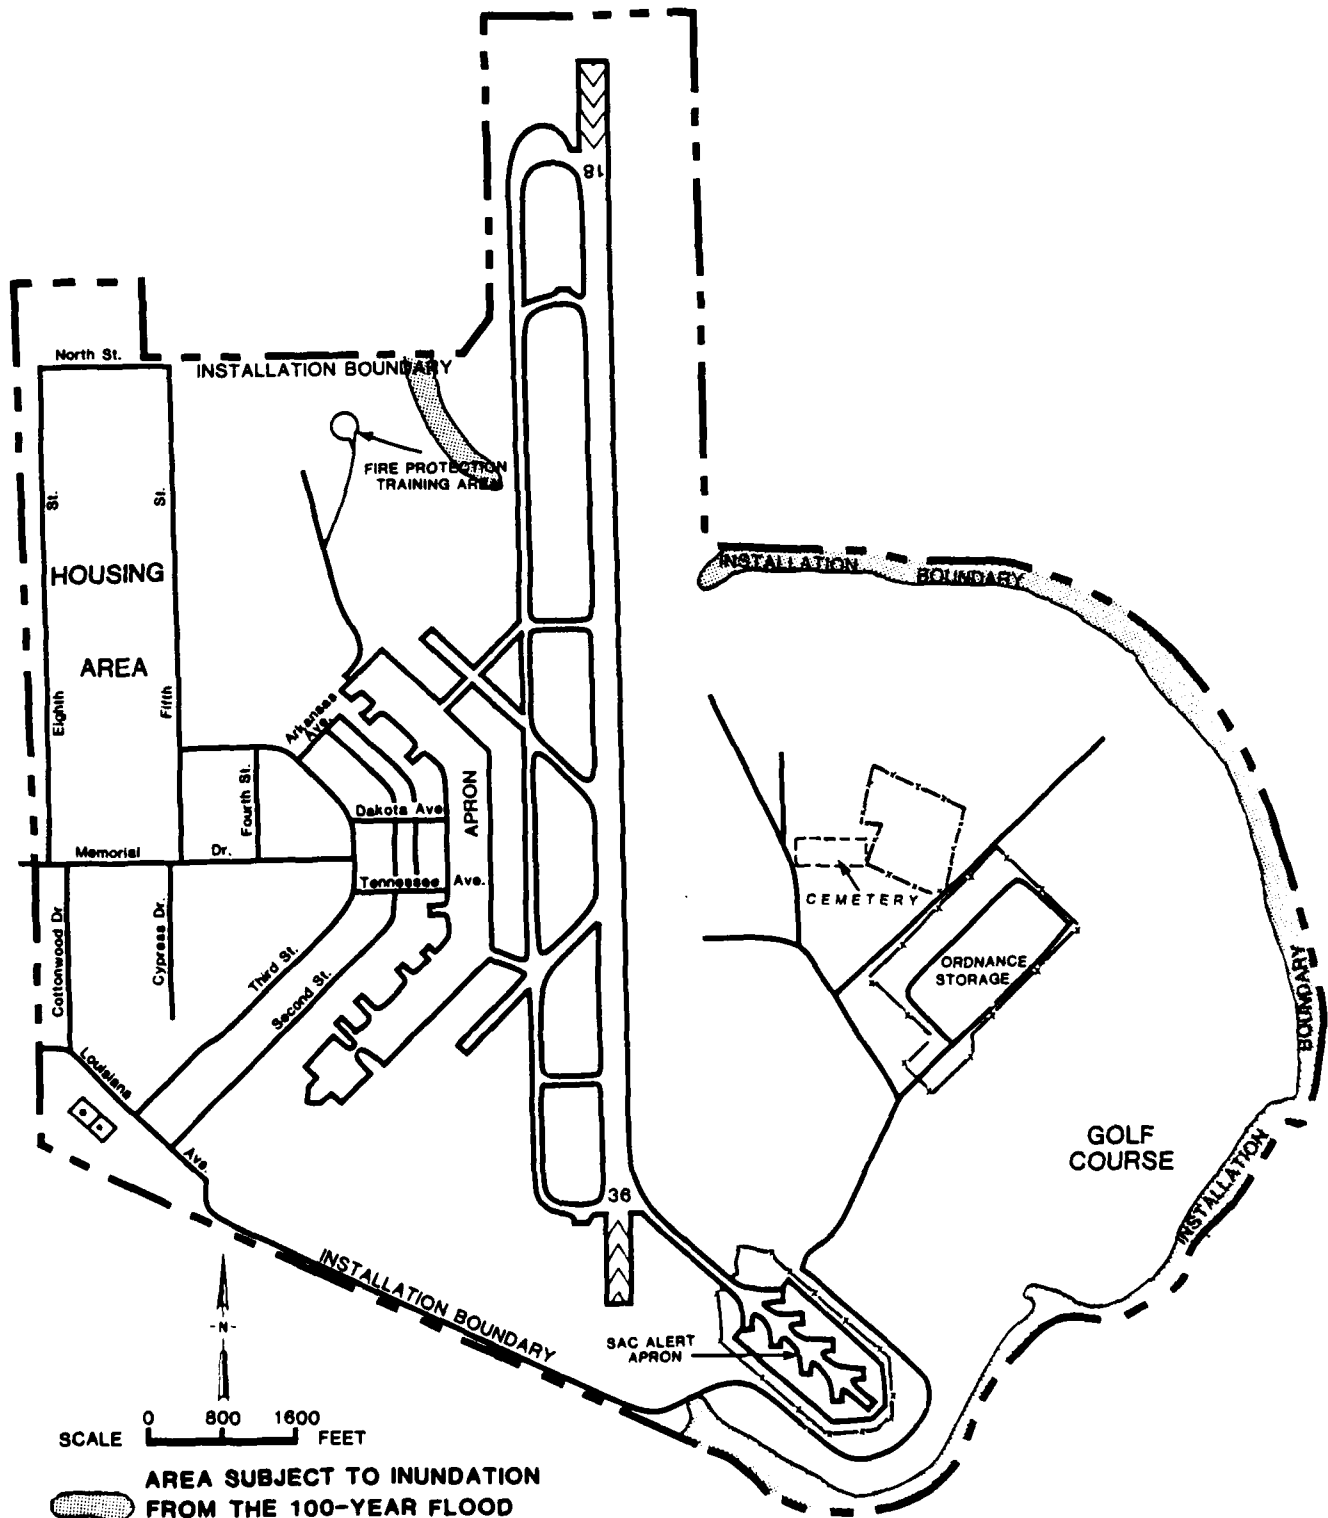 18
North St.
INSTALLATION BOUNDARY
FIRE PROTECTION
TRAINING AREA
St.
St.
INSTALLATION BOUNDARY
HOUSING
AREA
Eighth
Fifth
Arkansas
Ave.
APRON
Fourth St.
Dakota Ave.
Memorial Dr.
Tennessee Ave.
CEMETERY
Cottonwood Dr.
Cypress Dr.
Third St.
Second St.
ORDNANCE
STORAGE
INSTALLATION BOUNDARY
Louisiana Ave.
GOLF
COURSE
36
INSTALLATION BOUNDARY
-N-
SAC ALERT
APRON
0 800 1600
SCALE FEET
AREA SUBJECT TO INUNDATION
FROM THE 100-YEAR FLOOD